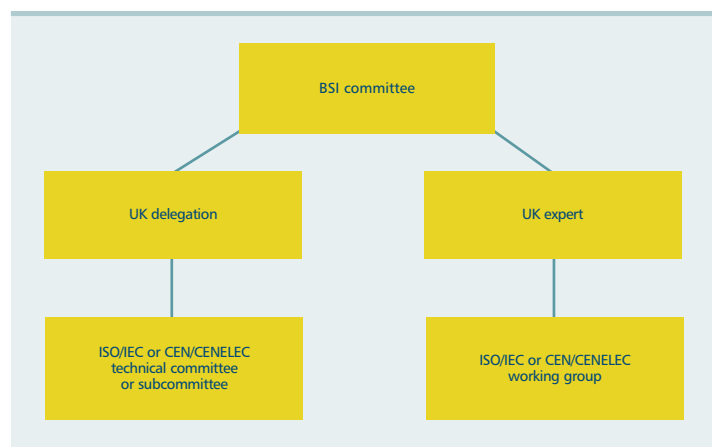 BSI committee
UK delegation
UK expert
ISO/IEC or CEN/CENELEC
technical committee
or subcommittee
ISO/IEC or CEN/CENELEC
working group